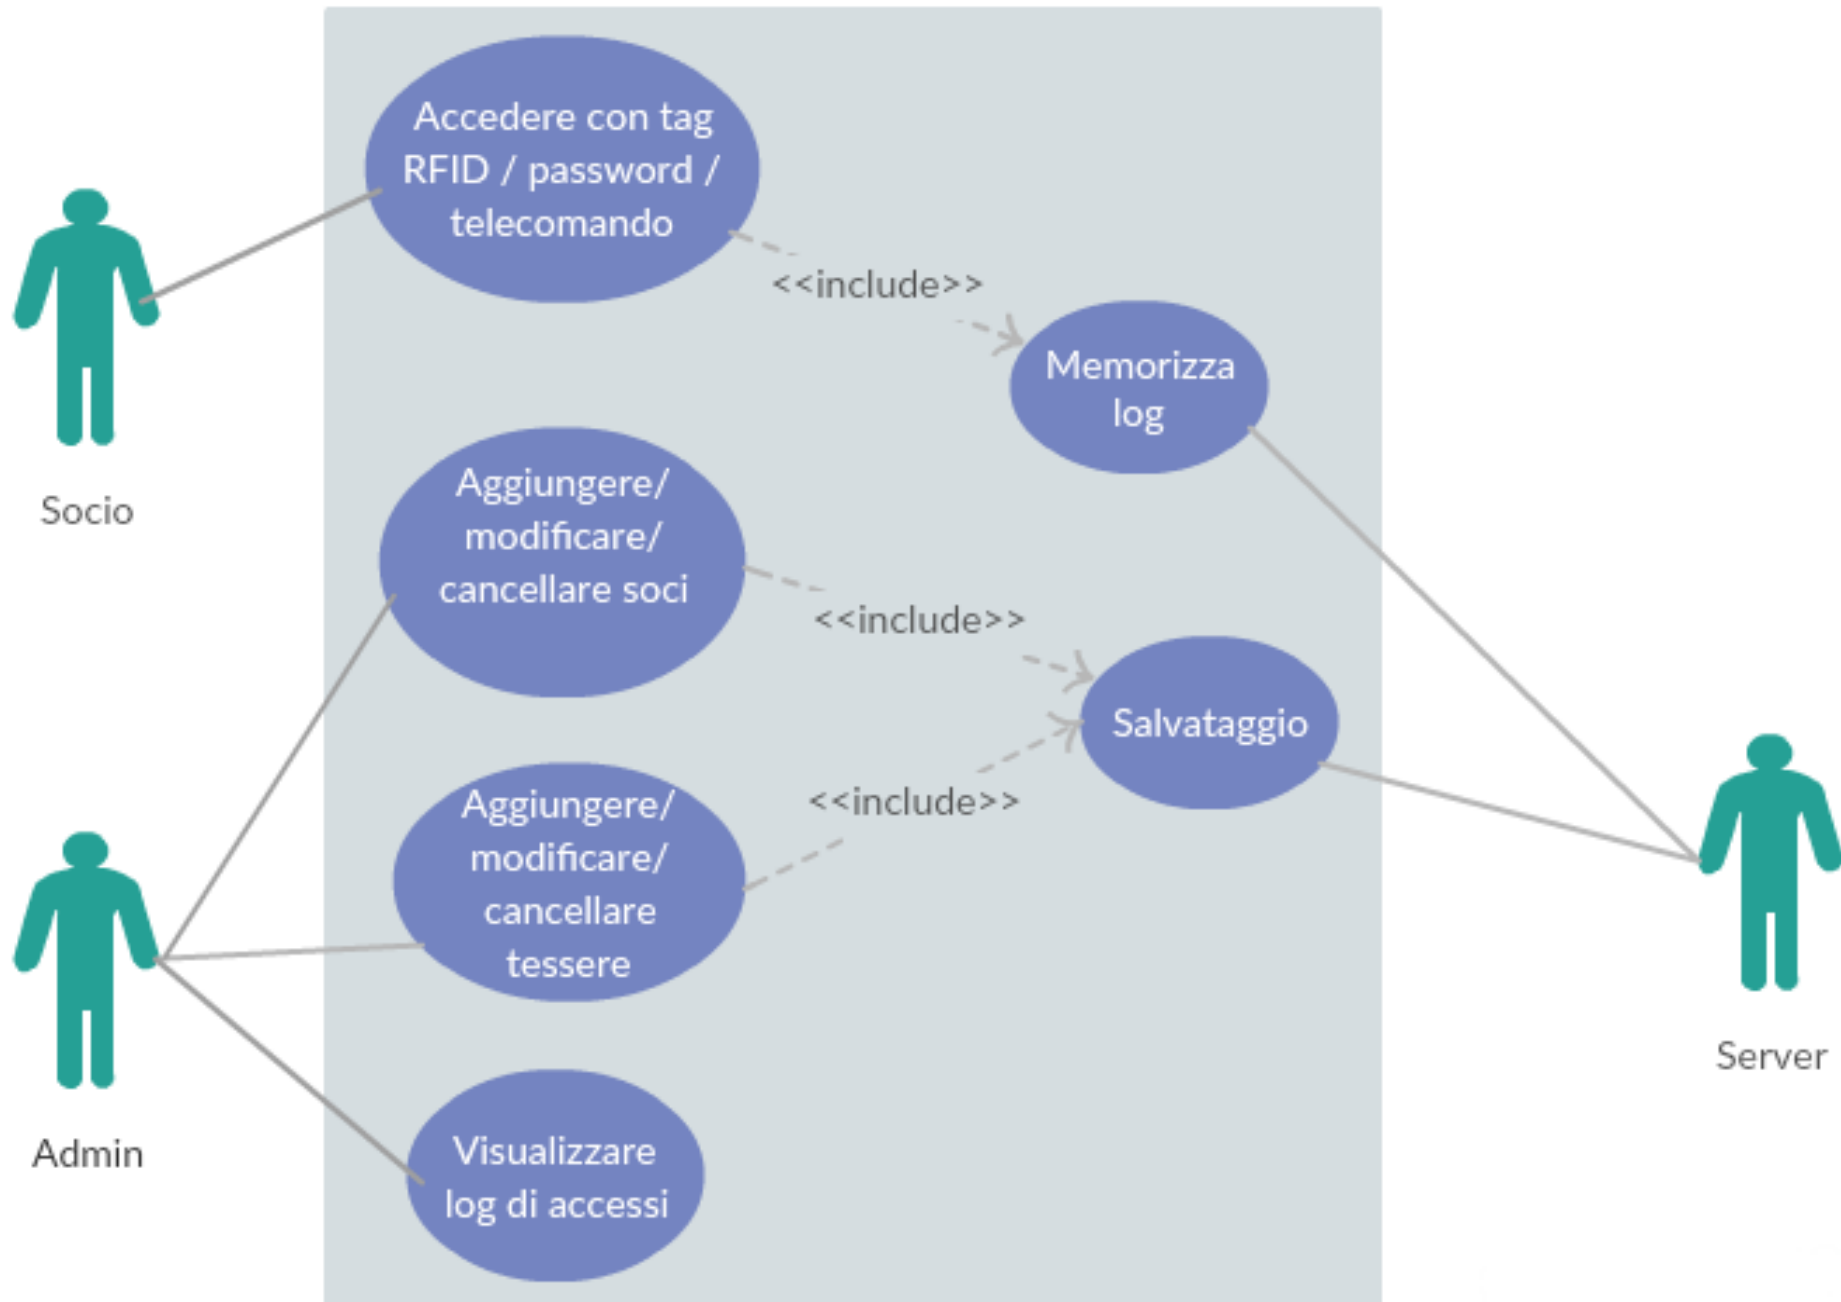 Accedere con tag
RFID / password /
telecomando
<<include>>
Memorizza
log
Socio
Aggiungere/
modificare/
cancellare soci
<<include>>
Salvataggio
Aggiungere/
modificare/
cancellare
tessere
<<include>>
Server
Admin
Visualizzare
log di accessi